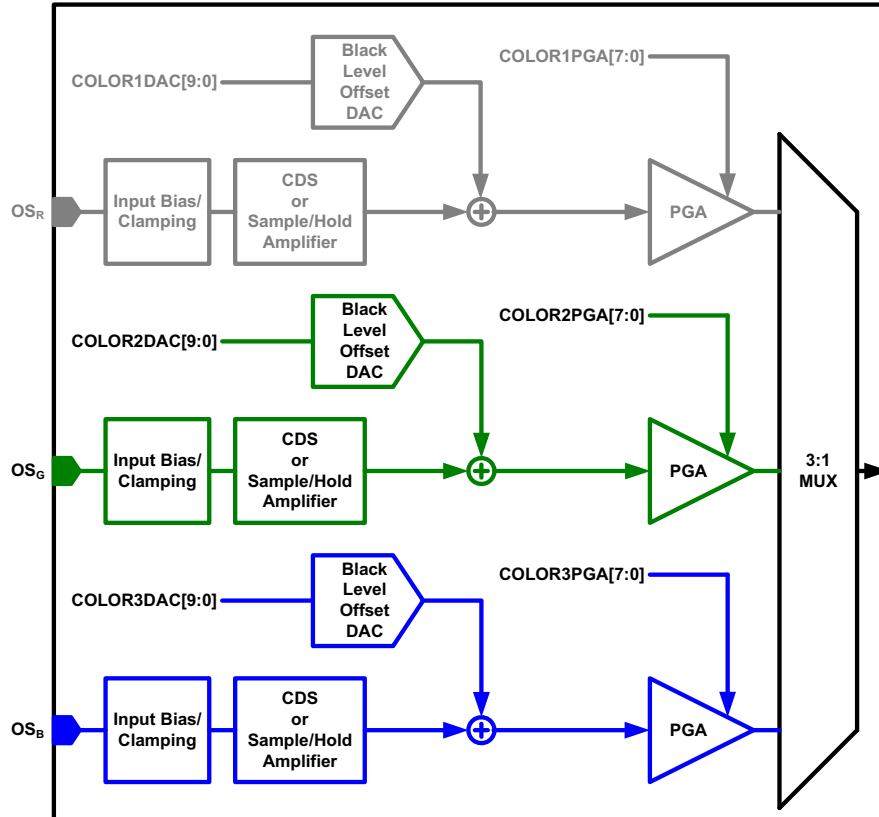 Black
Level
Offset
DAC
COLOR1DAC[9:0]
COLOR1PGA[7:0]
OSR
Input Bias/
Clamping
CDS
or
Sample/Hold
Amplifier
PGA
Black
Level
Offset
DAC
COLOR2DAC[9:0]
COLOR2PGA[7:0]
OSG
Input Bias/
Clamping
CDS
or
Sample/Hold
Amplifier
PGA
3:1
MUX
Black
Level
Offset
DAC
COLOR3DAC[9:0]
COLOR3PGA[7:0]
OSB
Input Bias/
Clamping
CDS
or
Sample/Hold
Amplifier
PGA